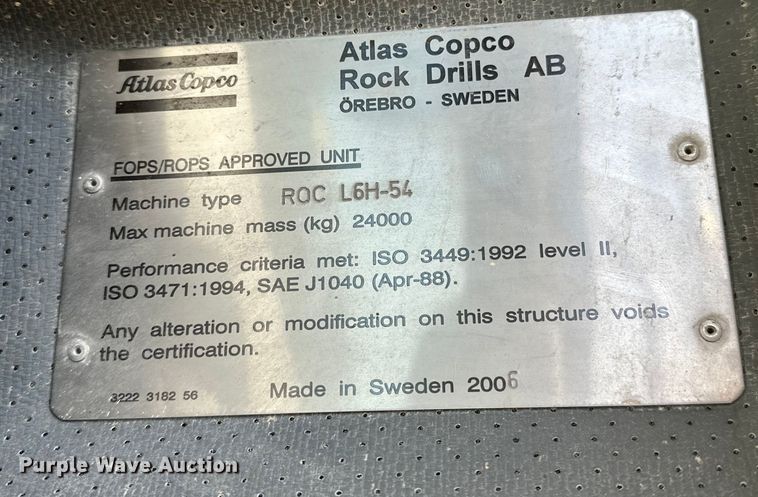 Atlas Copco
Atlas Copco
Rock Drills AB
ÖREBRO - SWEDEN
FOPS/ROPS APPROVED UNIT
Machine type ROC L6H-54
Max machine mass (kg) 24000
Performance criteria met: ISO 3449:1992 level II,
ISO 3471:1994, SAE J1040 (Apr-88).
Any alteration or modification on this structure voids
the certification.
3222 3182 56
Made in Sweden 2006
Purple Wave Auction